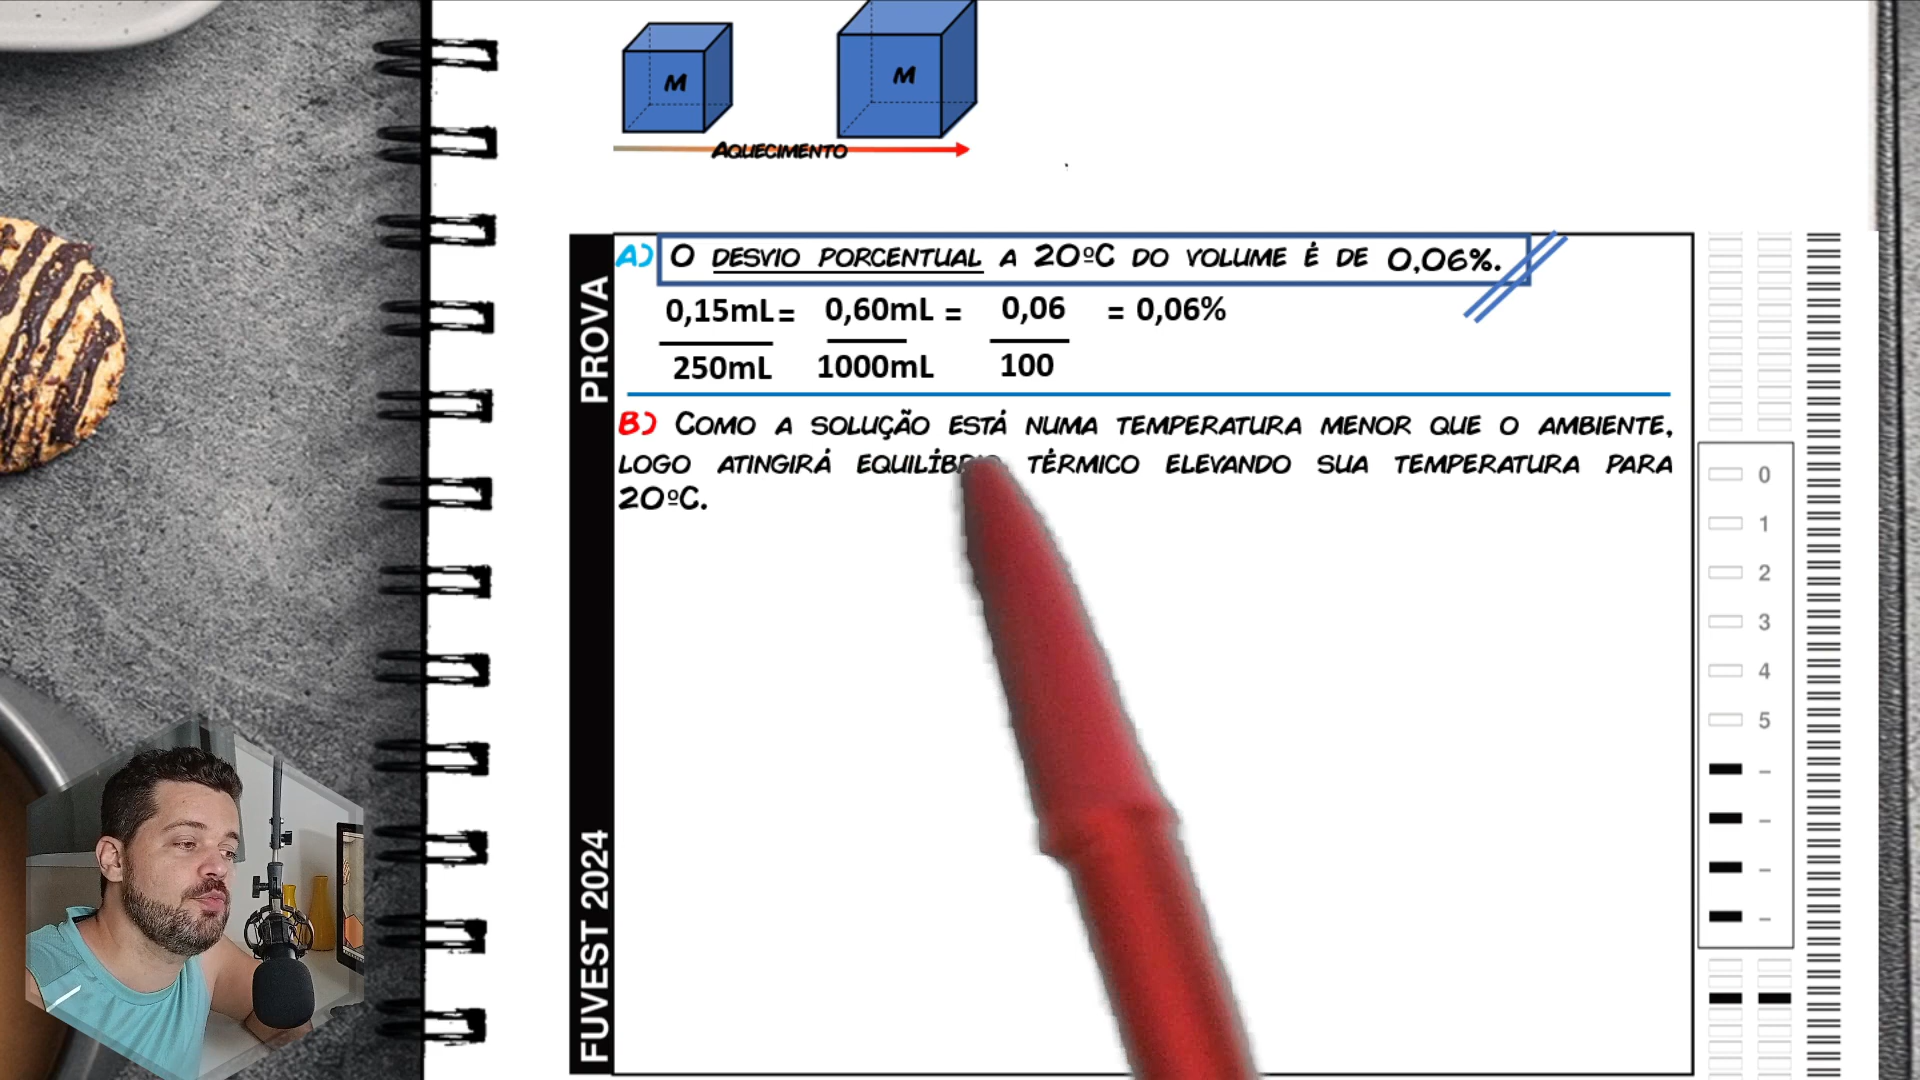 M
M
AQUECIMENTO
PROVA
FUVEST 2024
A) O DESVIO PORCENTUAL A 20ºC DO VOLUME É DE 0,06%.
0,15mL = 0,60mL = 0,06 = 0,06%
250mL 1000mL 100
B) COMO A SOLUÇÃO ESTÁ NUMA TEMPERATURA MENOR QUE O AMBIENTE,
LOGO ATINGIRÁ TÉRMICO ELEVANDO SUA TEMPERATURA PARA
20ºC.
0
1
2
3
4
5
–
–
–
–